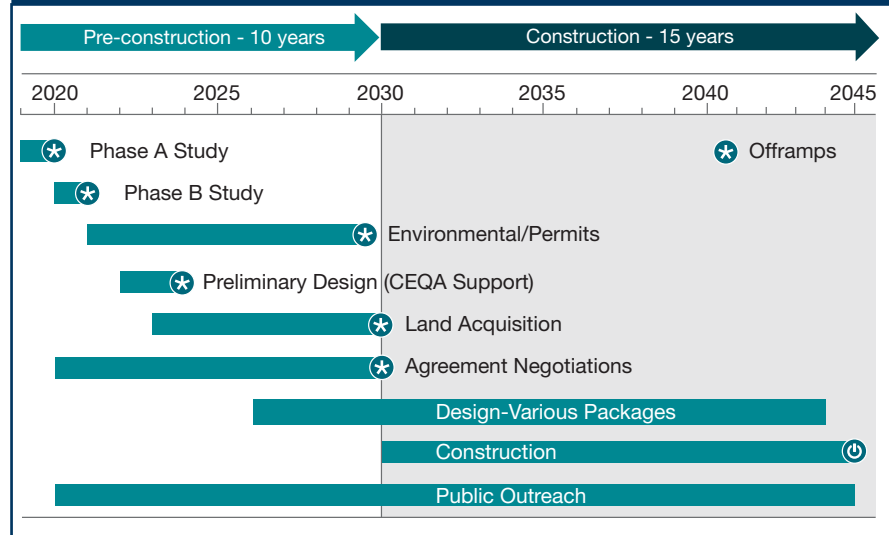 Pre-construction - 10 years
Construction - 15 years
2020 2025 2030 2035 2040 2045
Phase A Study
Offramps
Phase B Study
Environmental/Permits
Preliminary Design (CEQA Support)
Land Acquisition
Agreement Negotiations
Design-Various Packages
Construction
Public Outreach